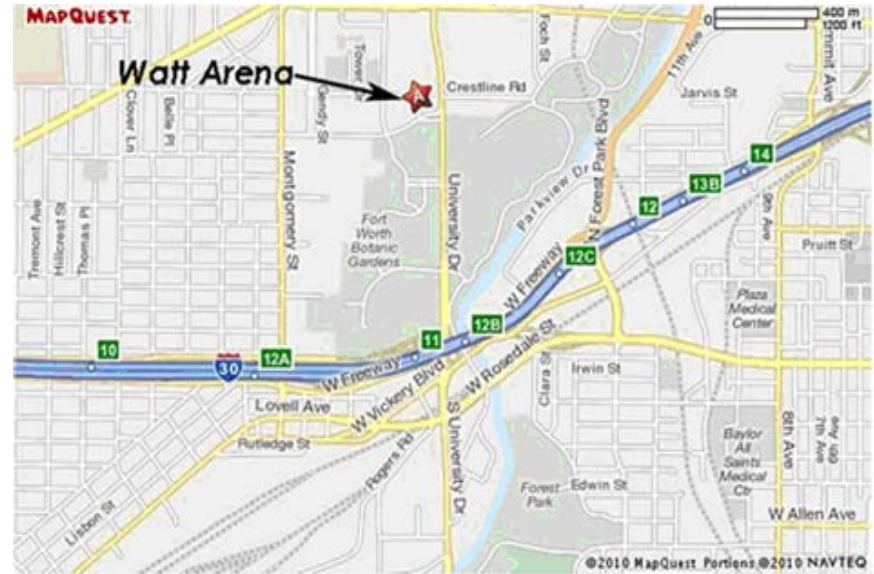 MAPQUEST.
0
400 m
1200 ft
Watt Arena
A
Tower Dr
Foch St
11th Ave
Summit Ave
Crestline Rd
Jarvis St
Clover Ln
Bellie Pl
Gendy St
Montgomery St
University Dr
Parkview Dr
N Forest Park Blvd
14
13B
12
Tremont Ave
Hillcrest St
Thomas Pl
Fort
Worth
Botanic
Gardens
9th Ave
Pruitt St
W Freeway
12C
Plaza
Medical
Center
10
12A
30
11
12B
W Freeway
W Vickery Blvd
W Rosedale St
Clara St
Irwin St
Lovell Ave
Rutledge St
Rogers Rd
S University Dr
8th Ave
7th Ave
6th Ave
Baylor
All
Saints
Medical
Ctr
Lisbon St
Forest
Park
Edwin St
W Allen Ave
©2010 MapQuest Portions ©2010 NAVTEQ